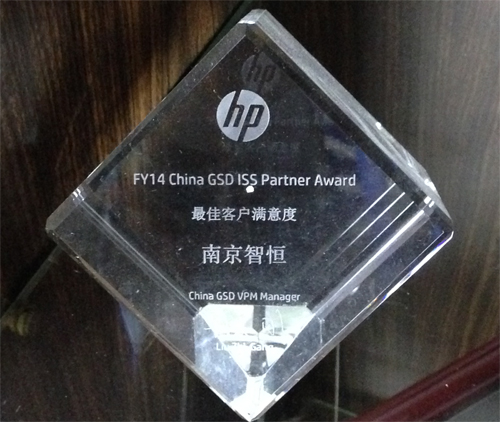 hp
FY14 China GSD ISS Partner Award
最佳客户满意度
南京智恒
China GSD VPM Manager